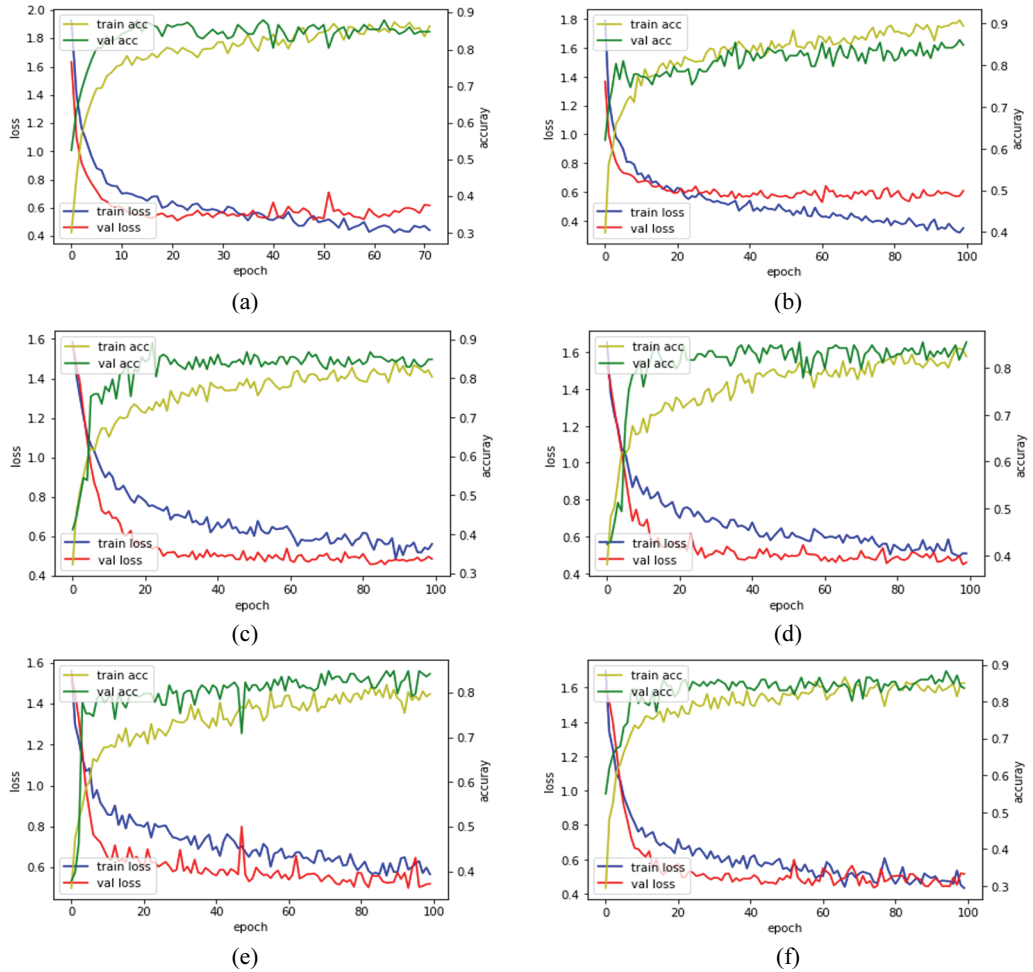 2.0
1.8
1.6
1.4
1.2
1.0
0.8
0.6
0.4
loss
train acc
val acc
train loss
val loss
0.9
0.8
0.7
0.6
0.5
0.4
0.3
accuray
0 10 20 30 40 50 60 70
epoch
(a)
1.8
1.6
1.4
1.2
1.0
0.8
0.6
0.4
loss
train acc
val acc
train loss
val loss
0.9
0.8
0.7
0.6
0.5
0.4
accuray
0 20 40 60 80 100
epoch
(b)
1.6
1.4
1.2
1.0
0.8
0.6
0.4
loss
train acc
val acc
train loss
val loss
0.9
0.8
0.7
0.6
0.5
0.4
0.3
accuray
0 20 40 60 80 100
epoch
(c)
1.6
1.4
1.2
1.0
0.8
0.6
0.4
loss
train acc
val acc
train loss
val loss
0.8
0.7
0.6
0.5
0.4
accuray
0 20 40 60 80 100
epoch
(d)
1.6
1.4
1.2
1.0
0.8
0.6
loss
train acc
val acc
train loss
val loss
0.8
0.7
0.6
0.5
0.4
accuray
0 20 40 60 80 100
epoch
(e)
1.6
1.4
1.2
1.0
0.8
0.6
0.4
loss
train acc
val acc
train loss
val loss
0.9
0.8
0.7
0.6
0.5
0.4
0.3
accuray
0 20 40 60 80 100
epoch
(f)